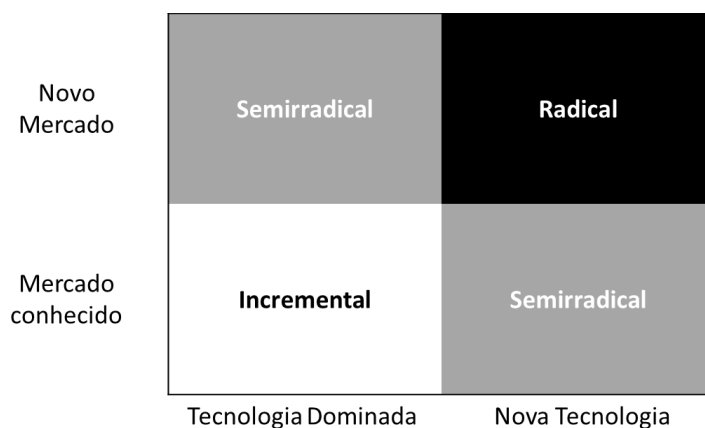 Novo
Mercado
Semirradical
Radical
Mercado
conhecido
Incremental
Semirradical
Tecnologia Dominada
Nova Tecnologia